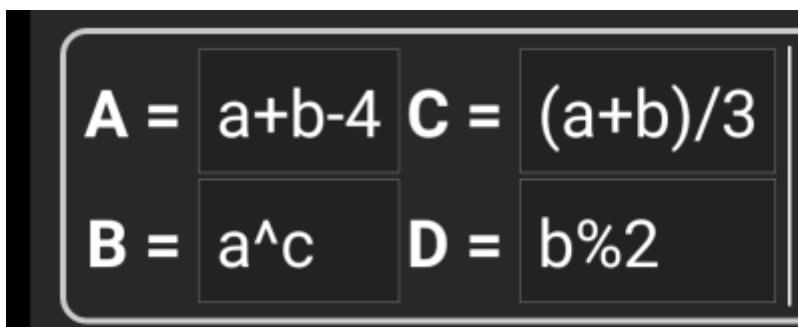 A = a+b-4 C = (a+b)/3
B = a^c D = b%2